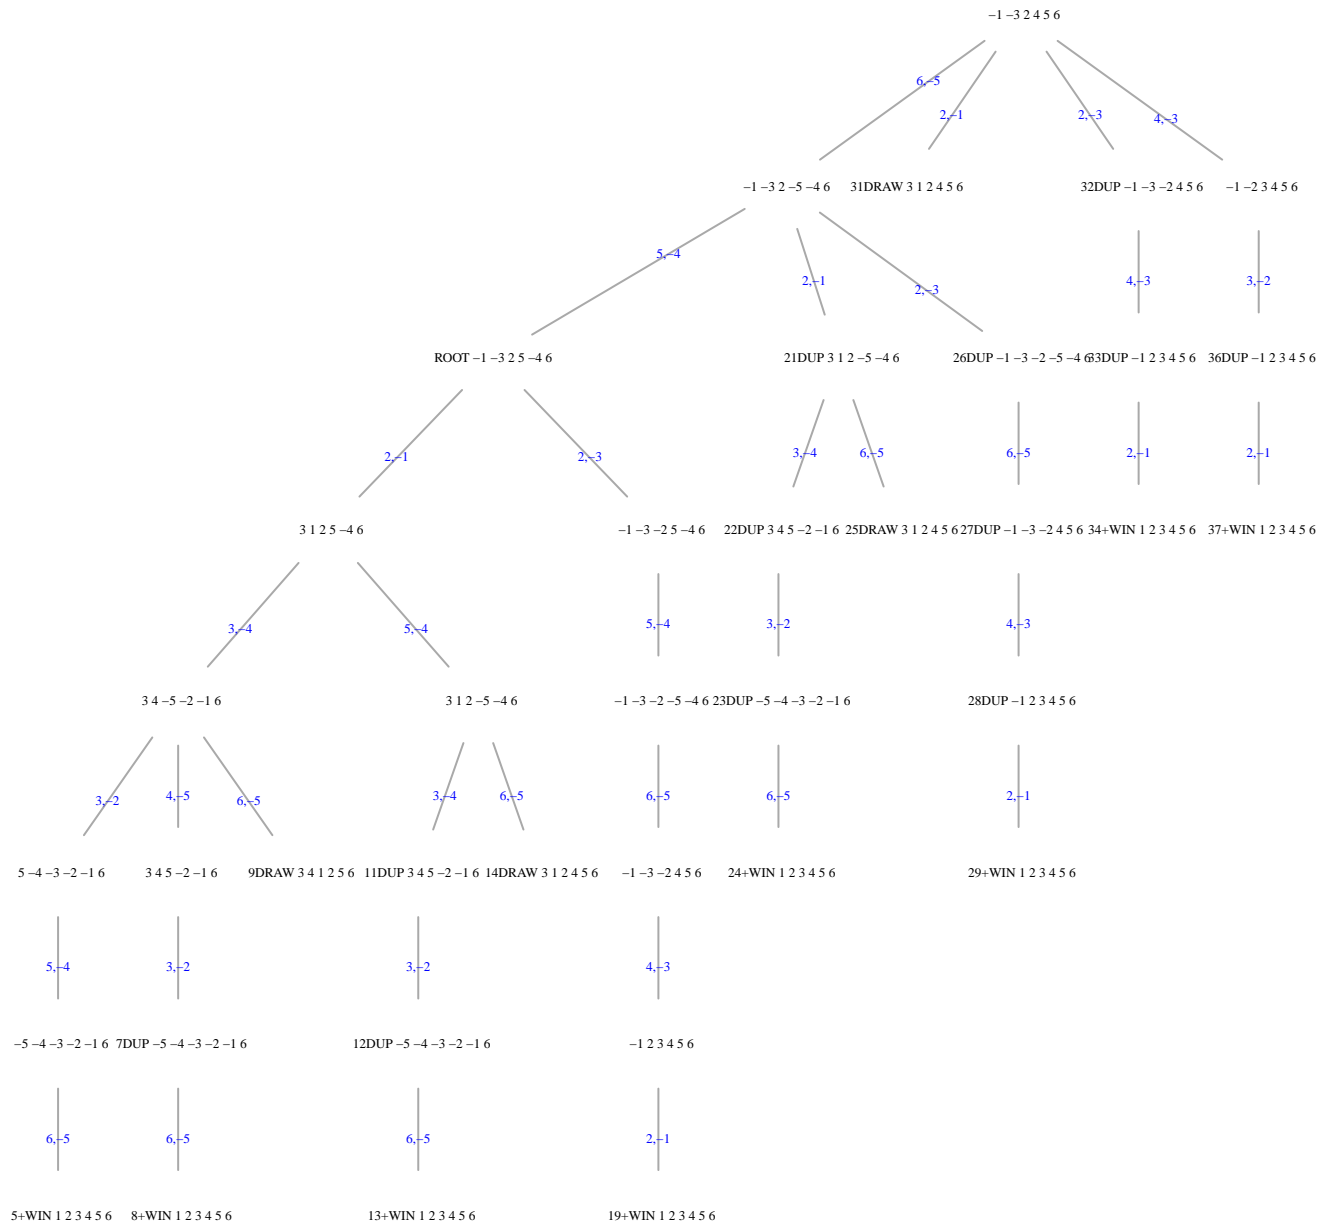 −1 −3 2 4 5 6
6,−5
2,−1
2,−3
4,−3
−1 −3 2 −5 −4 6
31DRAW 3 1 2 4 5 6
32DUP −1 −3 −2 4 5 6
−1 −2 3 4 5 6
5,−4
2,−1
2,−3
4,−3
3,−2
ROOT −1 −3 2 5 −4 6
21DUP 3 1 2 −5 −4 6
26DUP −1 −3 −2 −5 −4 6
33DUP −1 2 3 4 5 6
36DUP −1 2 3 4 5 6
2,−1
2,−3
3,−4
6,−5
6,−5
2,−1
2,−1
3 1 2 5 −4 6
−1 −3 −2 5 −4 6
22DUP 3 4 5 −2 −1 6
25DRAW 3 1 2 4 5 6
27DUP −1 −3 −2 4 5 6
34+WIN 1 2 3 4 5 6
37+WIN 1 2 3 4 5 6
3,−4
5,−4
5,−4
3,−2
4,−3
3 4 −5 −2 −1 6
3 1 2 −5 −4 6
−1 −3 −2 −5 −4 6
23DUP −5 −4 −3 −2 −1 6
28DUP −1 2 3 4 5 6
3,−2
4,−5
6,−5
3,−4
6,−5
6,−5
6,−5
2,−1
5 −4 −3 −2 −1 6
3 4 5 −2 −1 6
9DRAW 3 4 1 2 5 6
11DUP 3 4 5 −2 −1 6
14DRAW 3 1 2 4 5 6
−1 −3 −2 4 5 6
24+WIN 1 2 3 4 5 6
29+WIN 1 2 3 4 5 6
5,−4
3,−2
3,−2
4,−3
−5 −4 −3 −2 −1 6
7DUP −5 −4 −3 −2 −1 6
12DUP −5 −4 −3 −2 −1 6
−1 2 3 4 5 6
6,−5
6,−5
6,−5
2,−1
5+WIN 1 2 3 4 5 6
8+WIN 1 2 3 4 5 6
13+WIN 1 2 3 4 5 6
19+WIN 1 2 3 4 5 6